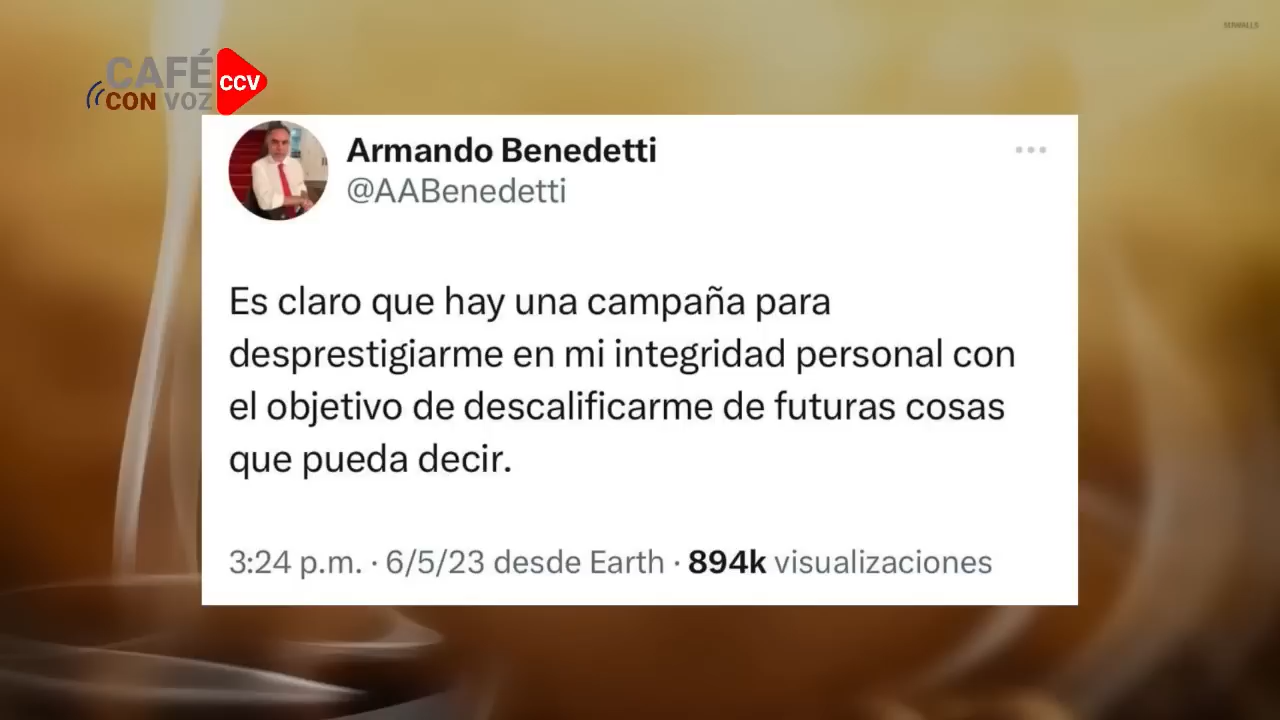 CAFÉ
CON VOZ
CCV
Armando Benedetti
@AABenedetti
Es claro que hay una campaña para
desprestigiarme en mi integridad personal con
el objetivo de descalificarme de futuras cosas
que pueda decir.
3:24 p.m. · 6/5/23 desde Earth · 894k visualizaciones